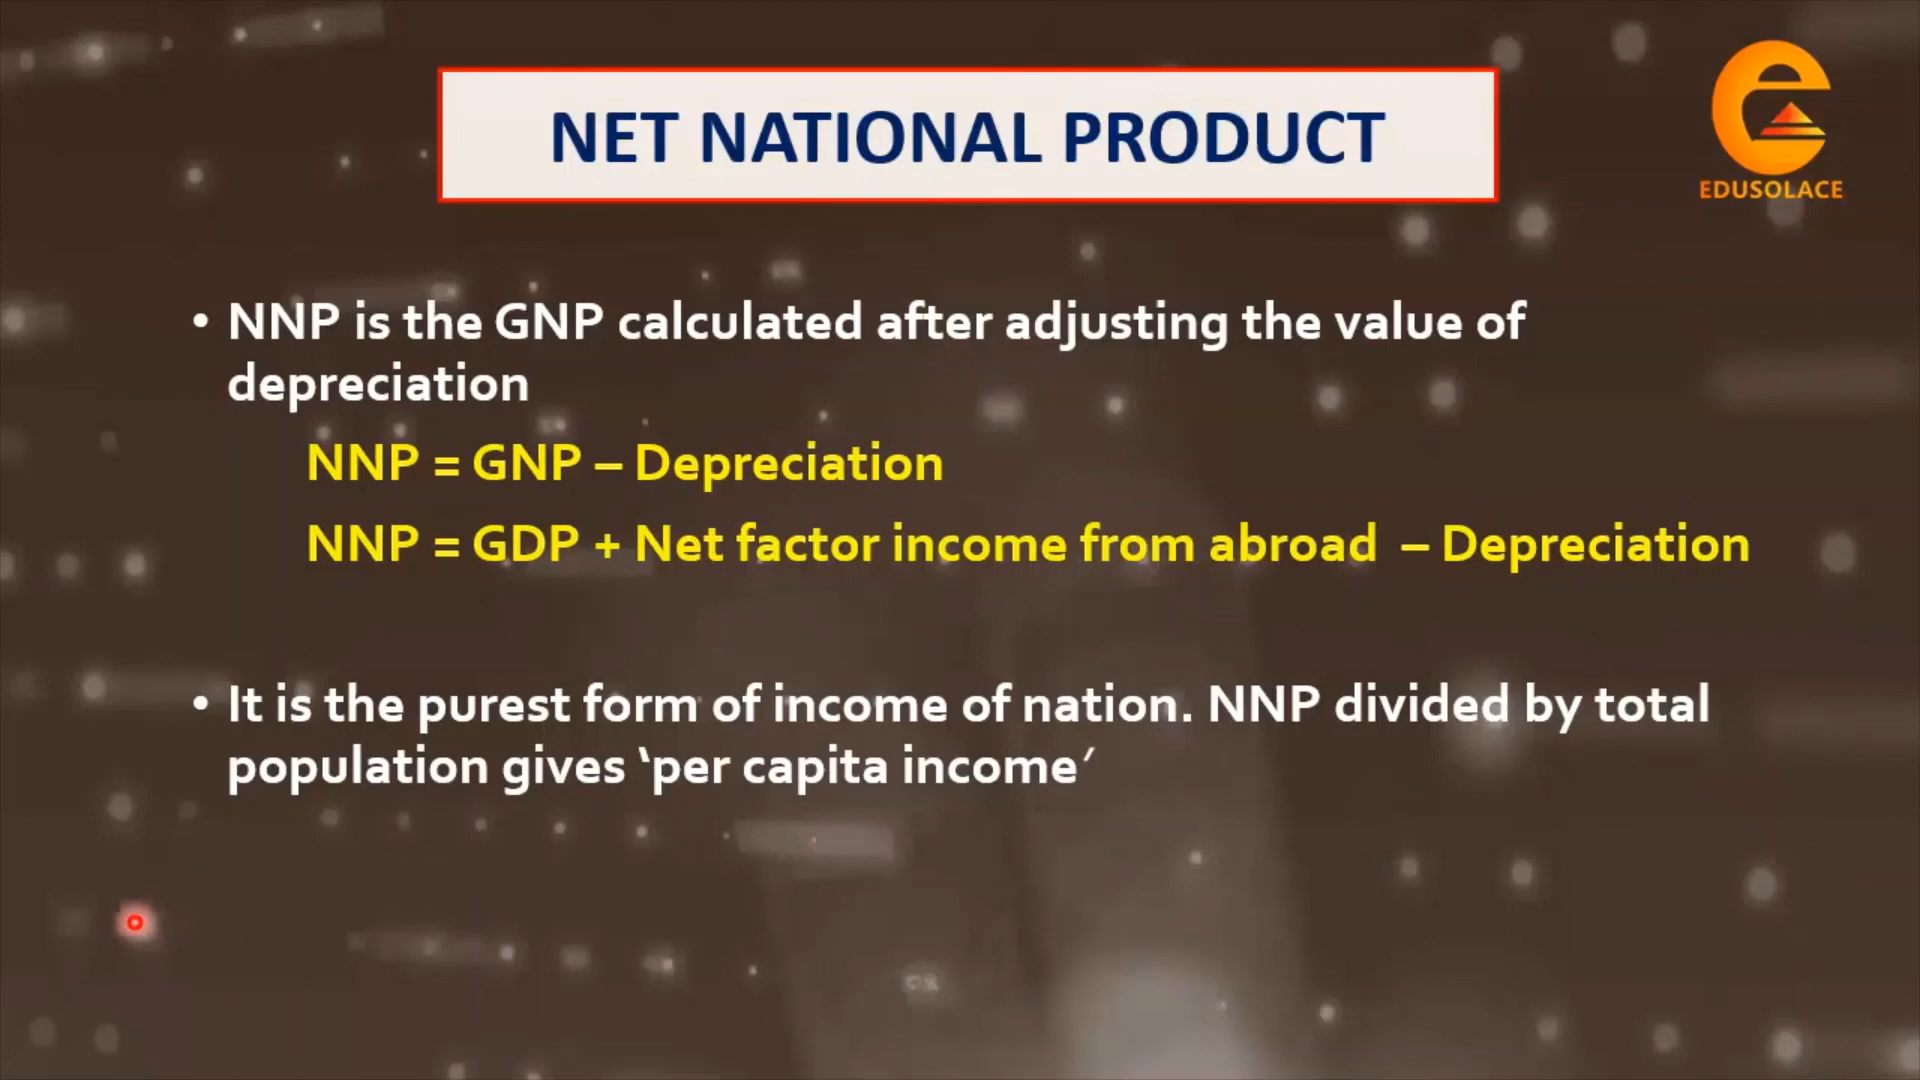 NET NATIONAL PRODUCT
EDUSOLACE
• NNP is the GNP calculated after adjusting the value of
depreciation
NNP = GNP – Depreciation
NNP = GDP + Net factor income from abroad – Depreciation
• It is the purest form of income of nation. NNP divided by total
population gives ‘per capita income’